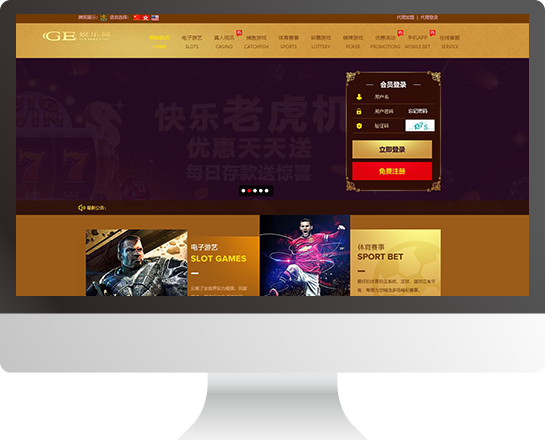 牌照展示： 语言选择： 代理加盟 | 代理登录
GE 娱乐城
网站首页 电子游艺 真人视讯 捕鱼游戏 体育赛事 彩票游戏 棋牌游戏 优惠活动 手机APP 在线客服
HOME SLOTS CASINO CATCHFISH SPORTS LOTTERY POKER PROMOTIONS MOBILE BET SERVICE
快乐老虎机
优惠天天送
每日存款送惊喜
会员登录
用户名
用户密码 忘记密码
验证码
立即登录
免费注册
最新公告：
电子游艺
SLOT GAMES
体育赛事
SPORT BET